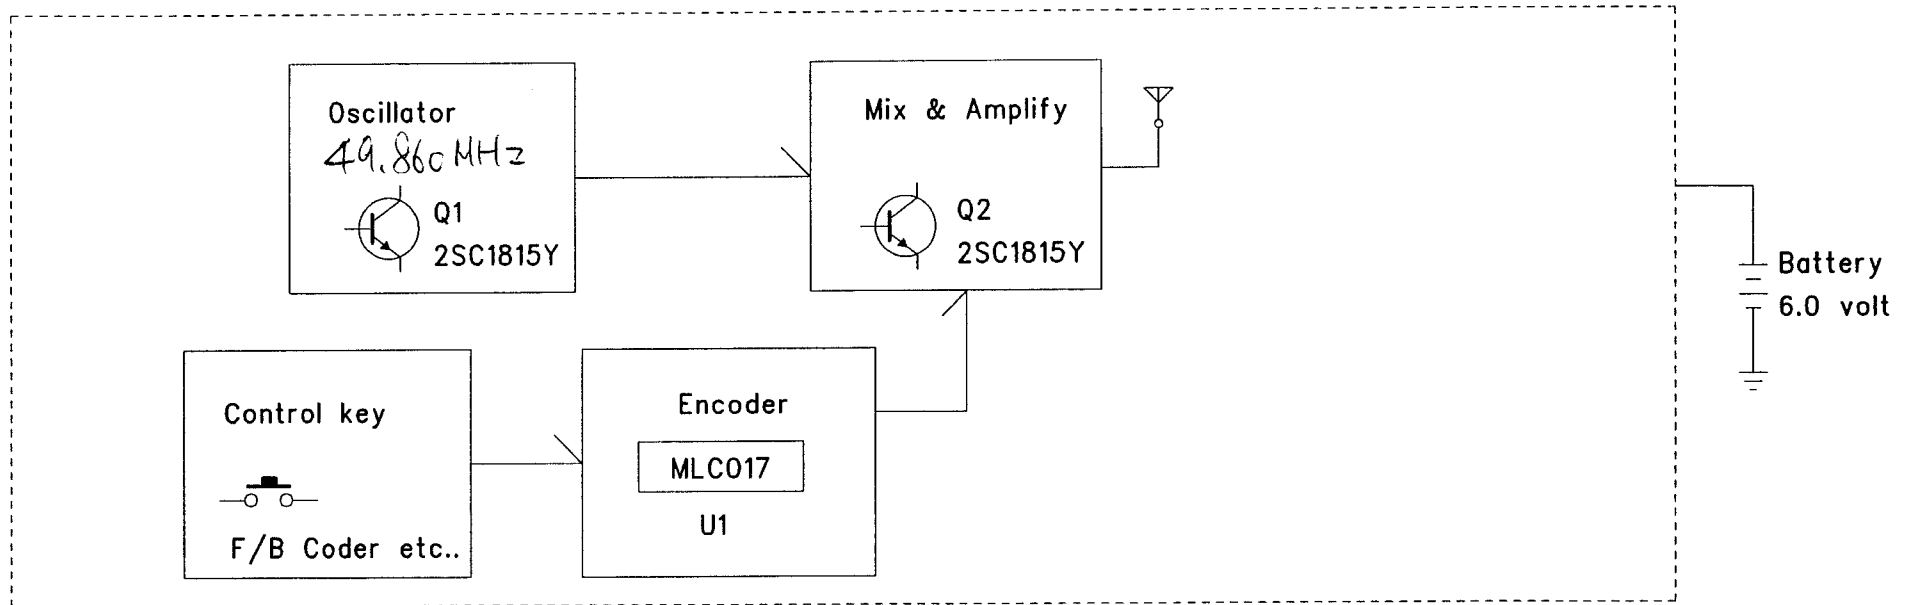 Oscillator
49.860 MHz
Q1
2SC1815Y
Mix & Amplify
Q2
2SC1815Y
Battery
6.0 volt
Control key
F/B Coder etc..
Encoder
MLC017
U1